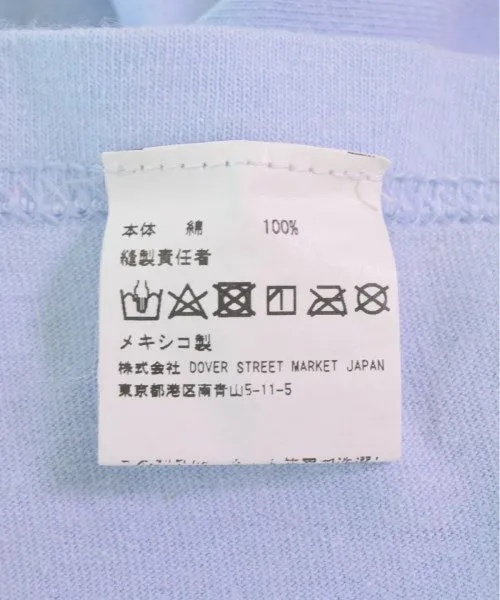 本体 綿 100%
縫製責任者
メキシコ製
株式会社 DOVER STREET MARKET JAPAN
東京都港区南青山5-11-5